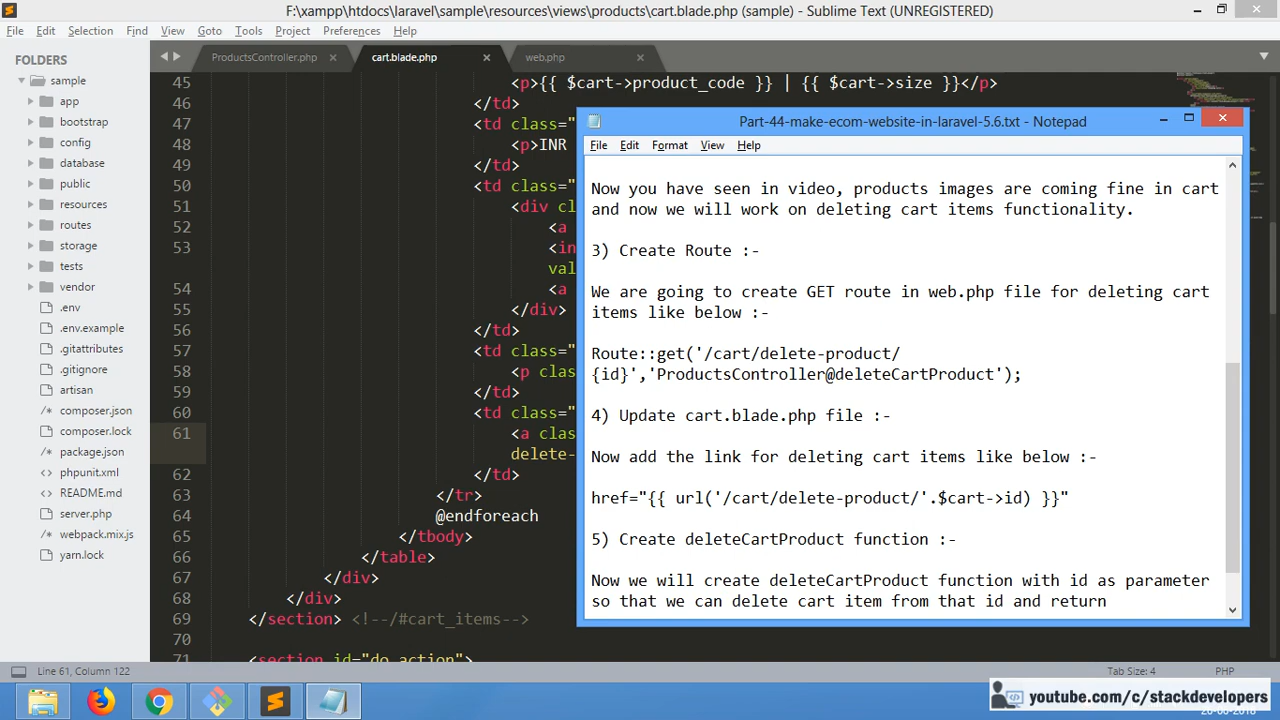 F:\xampp\htdocs\laravel\sample\resources\views\products\cart.blade.php (sample) - Sublime Text (UNREGISTERED)
File Edit Selection Find View Goto Tools Project Preferences Help
FOLDERS
sample
app
bootstrap
config
database
public
resources
routes
storage
tests
vendor
.env
.env.example
.gitattributes
.gitignore
artisan
composer.json
composer.lock
package.json
phpunit.xml
README.md
server.php
webpack.mix.js
yarn.lock
ProductsController.php cart.blade.php web.php
45 <p>{{ $cart->product_code }} | {{ $cart->size }}</p>
46 </td>
47 <td class="
48 <p>INR
49 </td>
50 <td class="
51 <div cl
52 <a
53 <in
val
54 <a
55 </div>
56 </td>
57 <td class="
58 <p clas
59 </td>
60 <td class="
61 <a clas
delete-
62 </td>
63 </tr>
64 @endforeach
65 </tbody>
66 </table>
67 </div>
68 </div>
69 </section> <!--/#cart_items-->
70
71 <section id="do_action">
Part-44-make-ecom-website-in-laravel-5.6.txt - Notepad
File Edit Format View Help
Now you have seen in video, products images are coming fine in cart
and now we will work on deleting cart items functionality.
3) Create Route :-
We are going to create GET route in web.php file for deleting cart
items like below :-
Route::get('/cart/delete-product/
{id}','ProductsController@deleteCartProduct');
4) Update cart.blade.php file :-
Now add the link for deleting cart items like below :-
href="{{ url('/cart/delete-product/'.$cart->id) }}"
5) Create deleteCartProduct function :-
Now we will create deleteCartProduct function with id as parameter
so that we can delete cart item from that id and return
Line 61, Column 122 Tab Size: 4 PHP
youtube.com/c/stackdevelopers